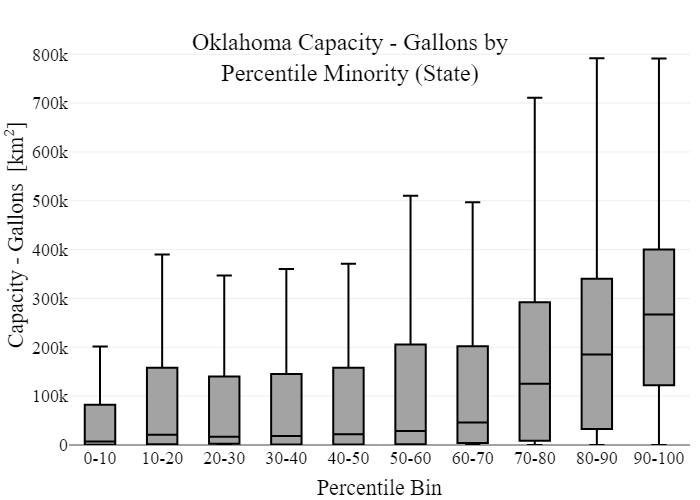 Oklahoma Capacity - Gallons by
Percentile Minority (State)
Capacity - Gallons [km²]
800k
700k
600k
500k
400k
300k
200k
100k
0
0-10 10-20 20-30 30-40 40-50 50-60 60-70 70-80 80-90 90-100
Percentile Bin